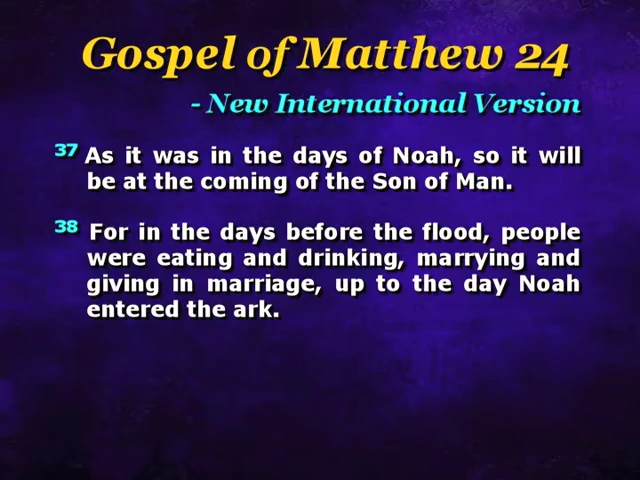 Gospel of Matthew 24
- New International Version
37 As it was in the days of Noah, so it will
be at the coming of the Son of Man.
38 For in the days before the flood, people
were eating and drinking, marrying and
giving in marriage, up to the day Noah
entered the ark.